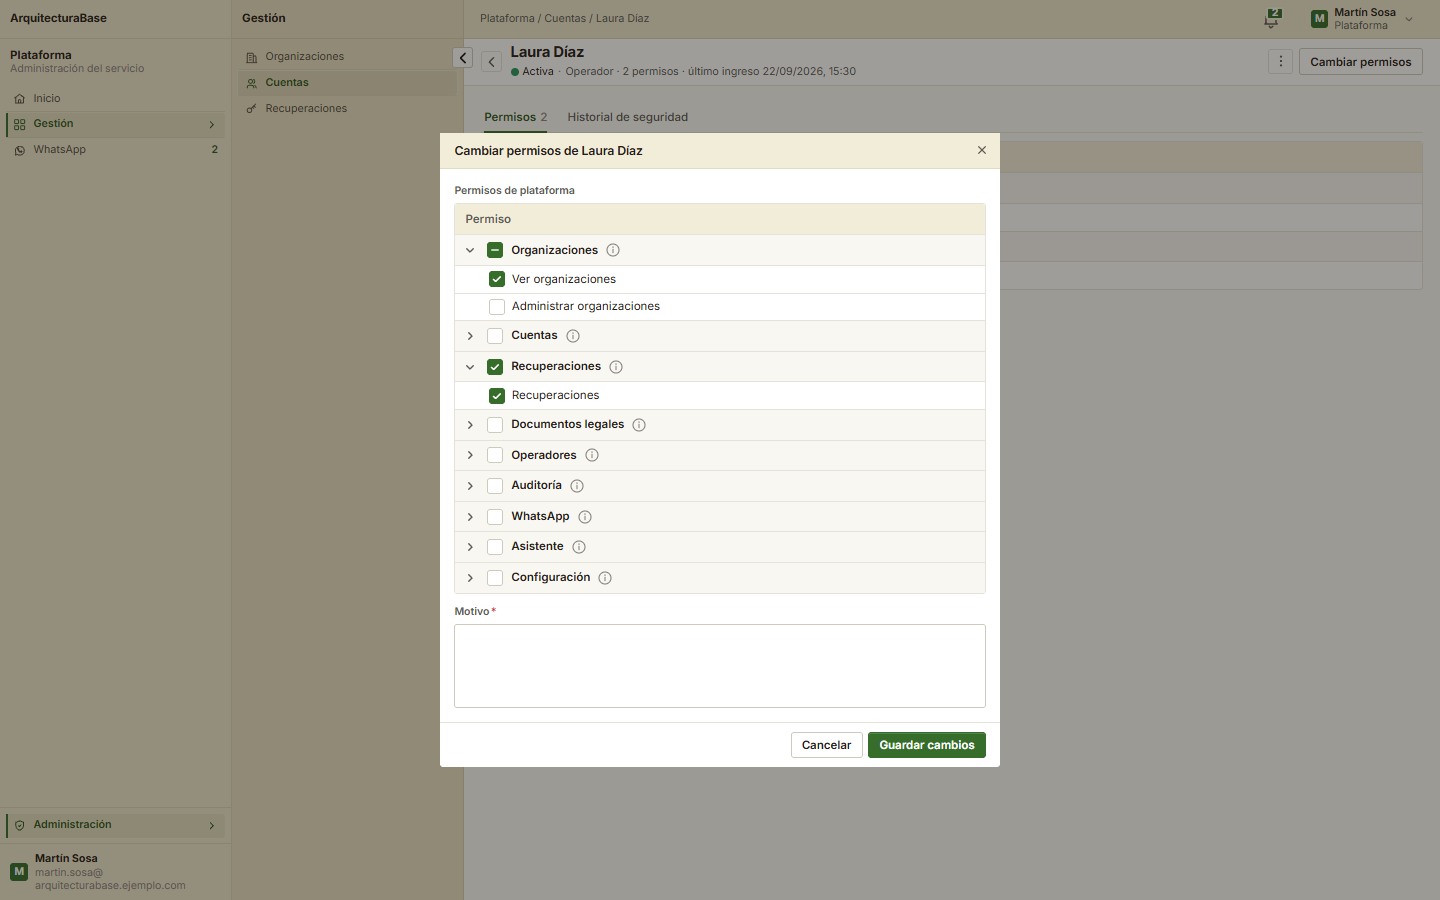 ArquitecturaBase
Plataforma
Administración del servicio
Inicio
Gestión
WhatsApp 2
Administración
M
Martín Sosa
martin.sosa@
arquitecturabase.ejemplo.com
Gestión
Organizaciones
Cuentas
Recuperaciones
Plataforma / Cuentas / Laura Díaz
2
M
Martín Sosa
Plataforma
Laura Díaz
Activa · Operador · 2 permisos · último ingreso 22/09/2026, 15:30
Cambiar permisos
Permisos 2
Historial de seguridad
Cambiar permisos de Laura Díaz
Permisos de plataforma
Permiso
Organizaciones
Ver organizaciones
Administrar organizaciones
Cuentas
Recuperaciones
Recuperaciones
Documentos legales
Operadores
Auditoría
WhatsApp
Asistente
Configuración
Motivo*
Cancelar
Guardar cambios